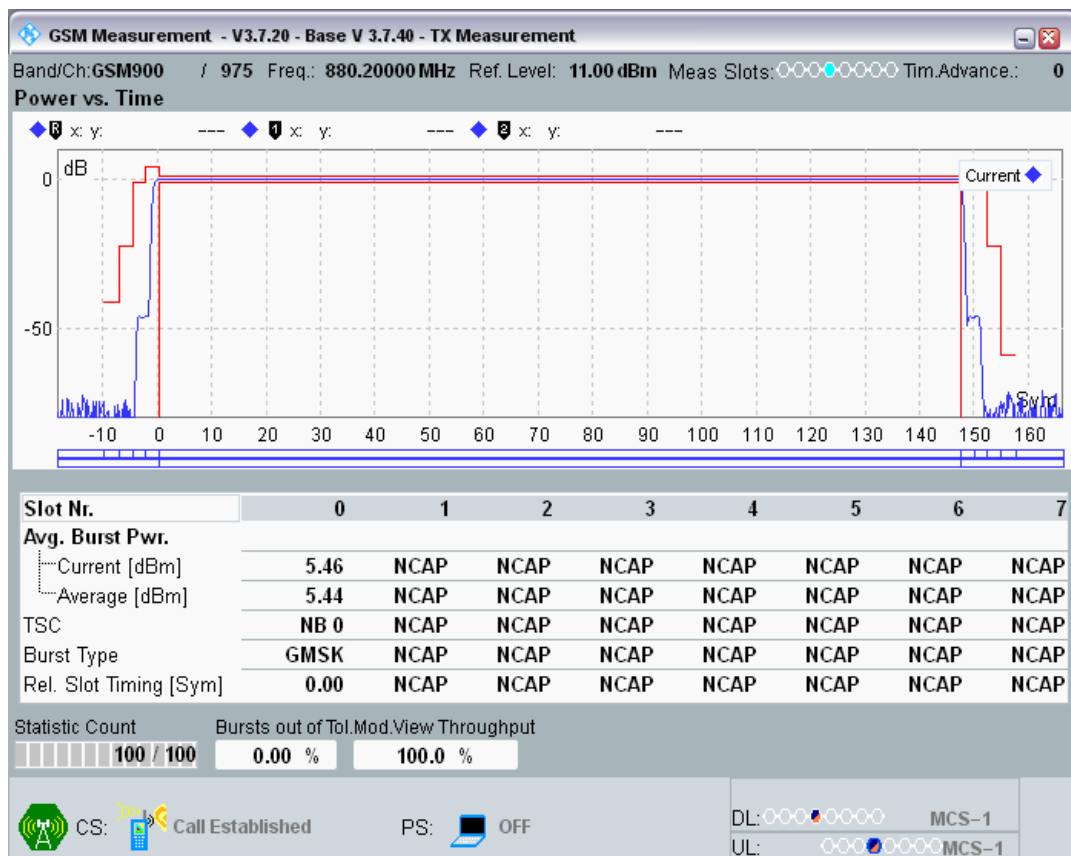 GSM Measurement - V3.7.20 - Base V 3.7.40 - TX Measurement
Band/Ch:GSM900 / 975 Freq.: 880.20000 MHz Ref. Level: 11.00 dBm Meas Slots: Tim.Advance.: 0
Power vs. Time
R x: y: --- 1 x: y: --- 2 x: y: ---
dB
Current
0
-50
Sym
-10 0 10 20 30 40 50 60 70 80 90 100 110 120 130 140 150 160
Slot Nr. 0 1 2 3 4 5 6 7
Avg. Burst Pwr.
Current [dBm] 5.46 NCAP NCAP NCAP NCAP NCAP NCAP NCAP
Average [dBm] 5.44 NCAP NCAP NCAP NCAP NCAP NCAP NCAP
TSC NB 0 NCAP NCAP NCAP NCAP NCAP NCAP NCAP
Burst Type GMSK NCAP NCAP NCAP NCAP NCAP NCAP NCAP
Rel. Slot Timing [Sym] 0.00 NCAP NCAP NCAP NCAP NCAP NCAP NCAP
Statistic Count Bursts out of Tol. Mod.View Throughput
100 / 100 0.00 % 100.0 %
CS: Call Established PS: OFF DL: MCS-1
UL: MCS-1